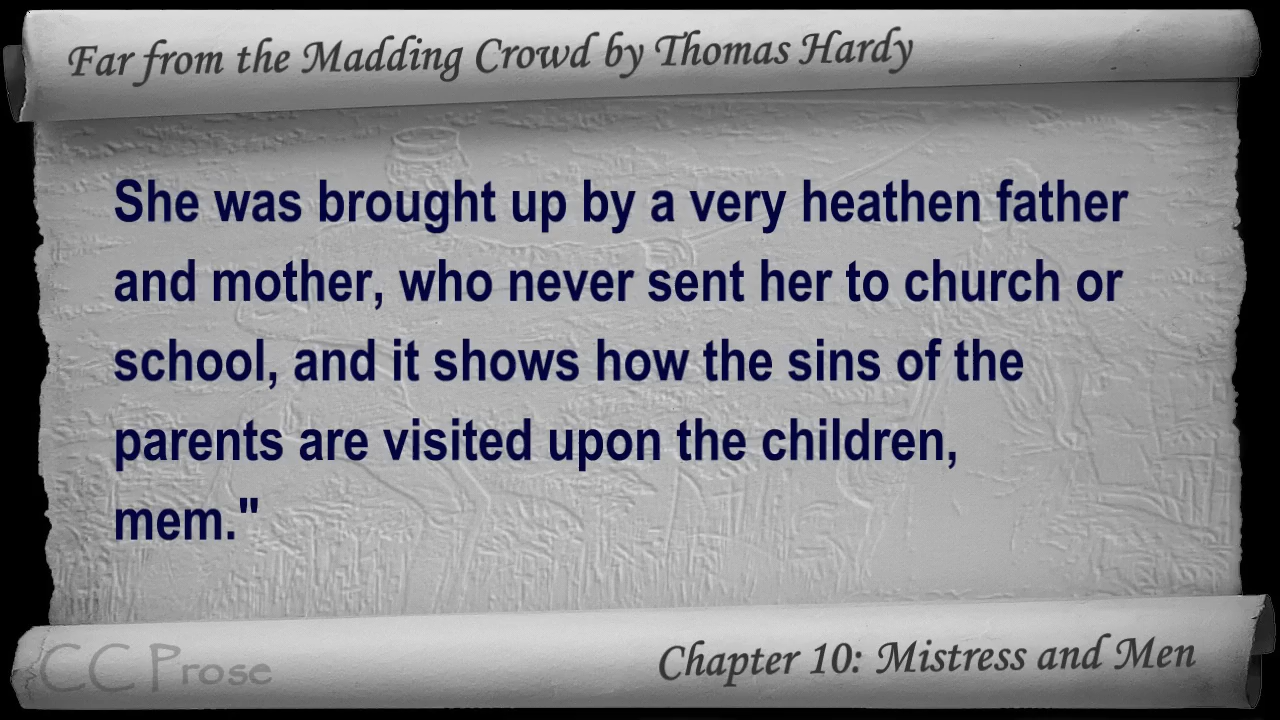 Far from the Madding Crowd by Thomas Hardy
She was brought up by a very heathen father
and mother, who never sent her to church or
school, and it shows how the sins of the
parents are visited upon the children,
mem."
CC Prose
Chapter 10: Mistress and Men